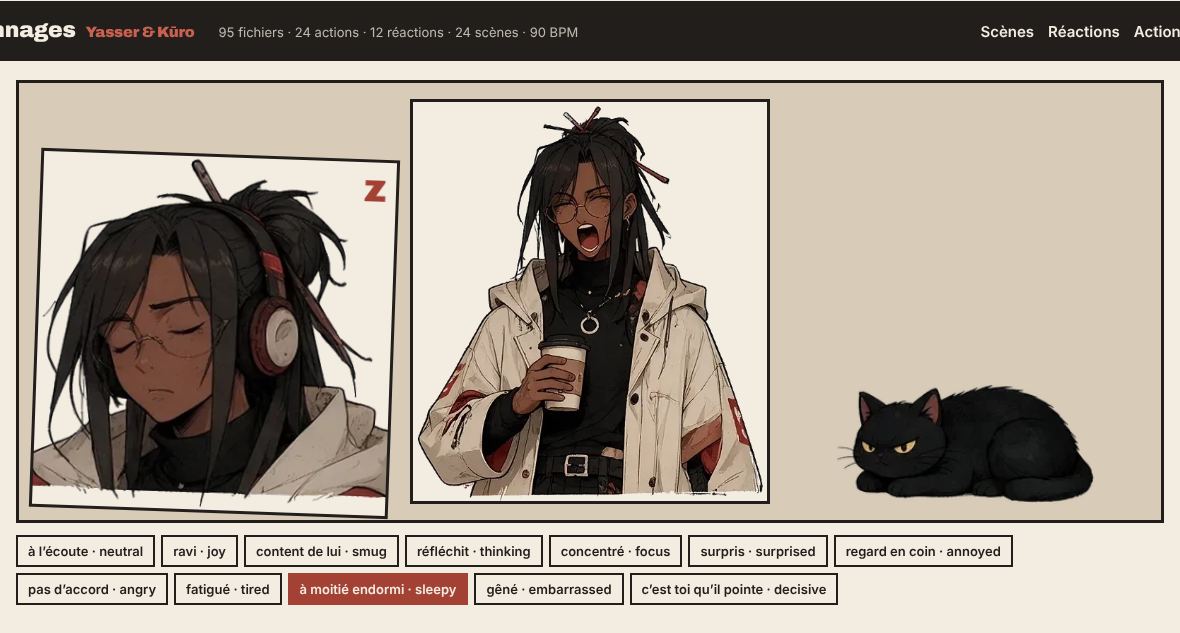 nnages Yasser & Kūro 95 fichiers · 24 actions · 12 réactions · 24 scènes · 90 BPM Scènes Réactions Action
Z
à l’écoute · neutral ravi · joy content de lui · smug réfléchit · thinking concentré · focus surpris · surprised regard en coin · annoyed
pas d’accord · angry fatigué · tired à moitié endormi · sleepy gêné · embarrassed c’est toi qu’il pointe · decisive